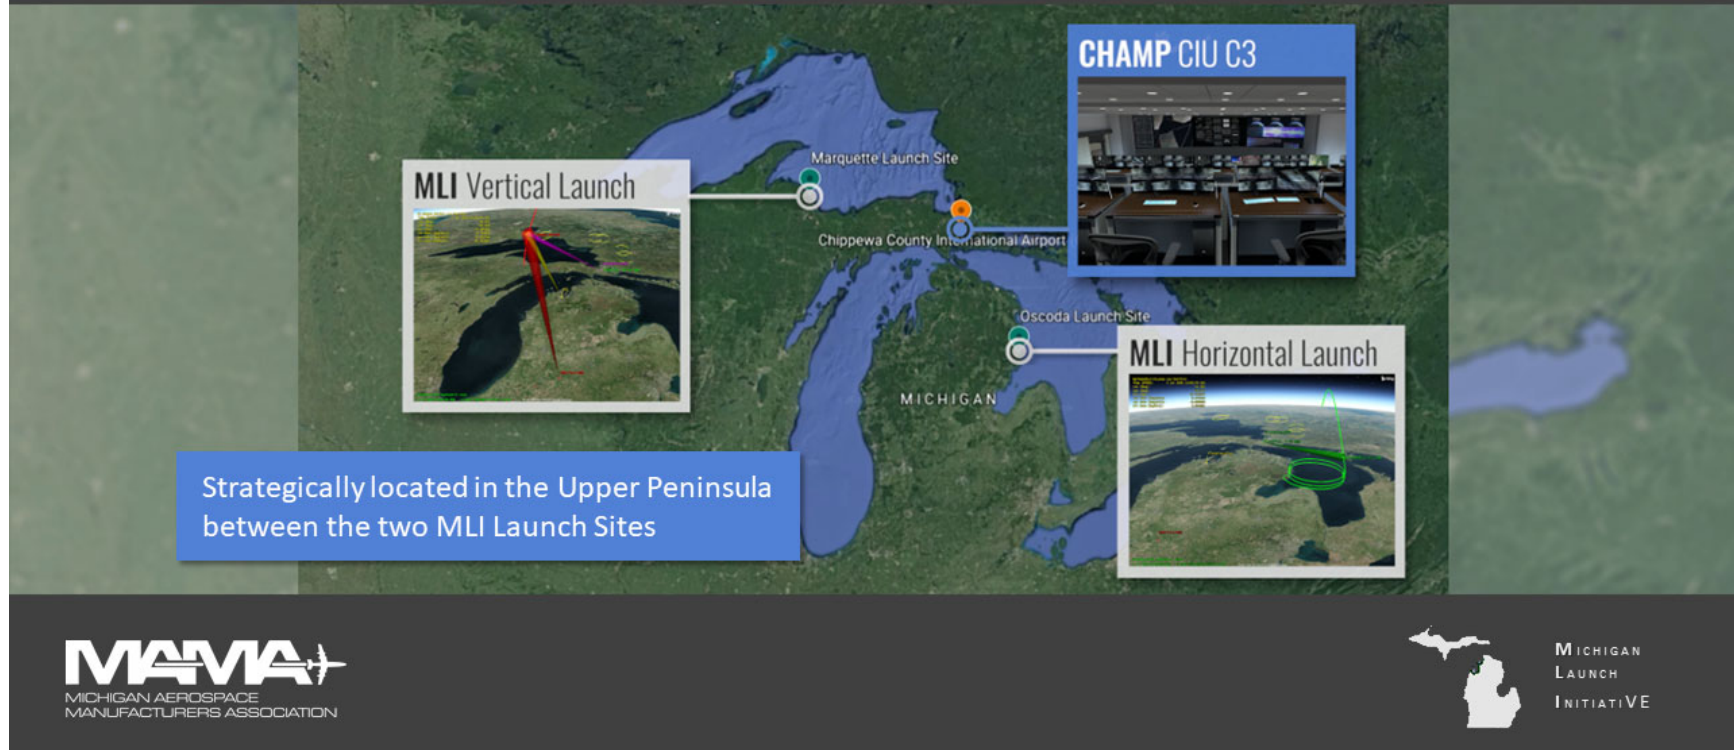 CHAMP CIU C3
Marquette Launch Site
MLI Vertical Launch
Chippewa County International Airport
Oscoda Launch Site
MLI Horizontal Launch
MICHIGAN
Strategically located in the Upper Peninsula
between the two MLI Launch Sites
MAMA
MICHIGAN AEROSPACE
MANUFACTURERS ASSOCIATION
MICHIGAN
LAUNCH
INITIATIVE